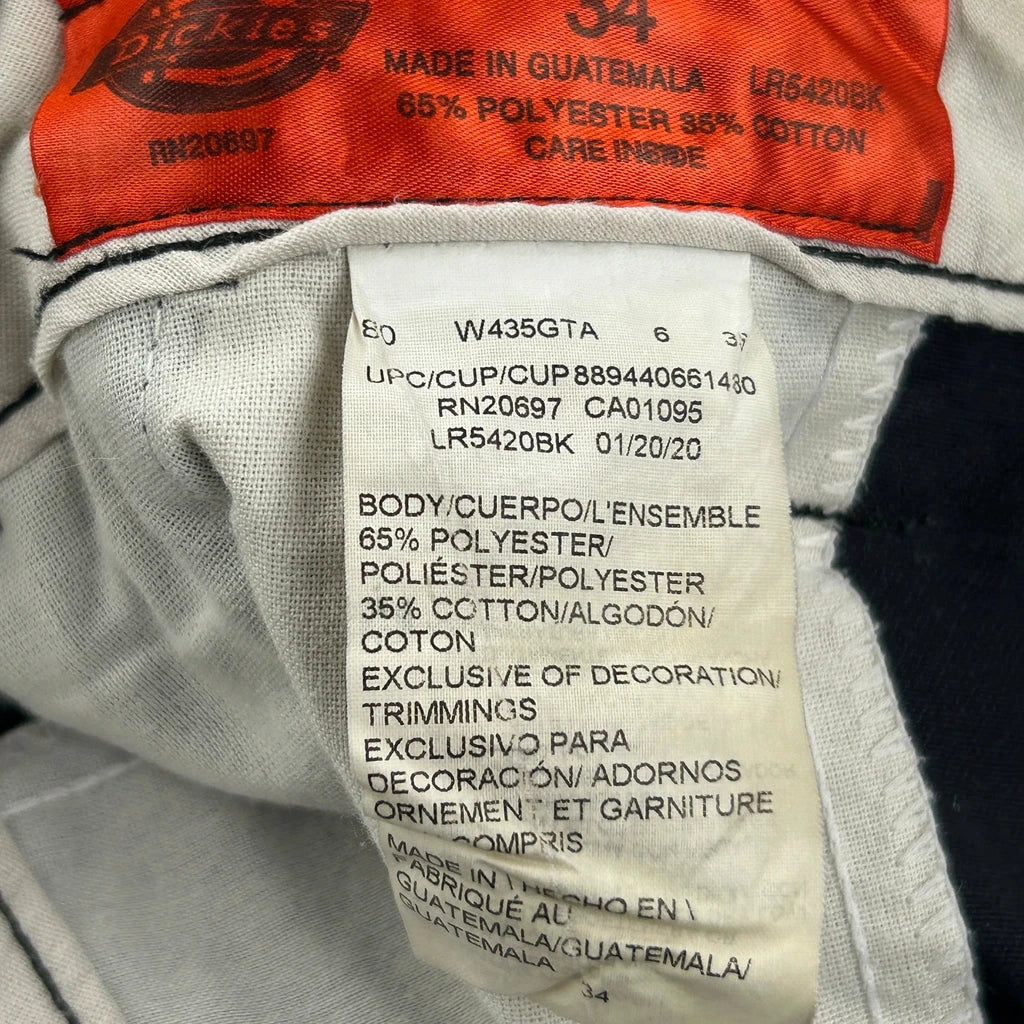 Dickies
34
MADE IN GUATEMALA LR5420BK
65% POLYESTER 35% COTTON
RN20697
CARE INSIDE
80 W435GTA 6
UPC/CUP/CUP 889440661480
RN20697 CA01095
LR5420BK 01/20/20
BODY/CUERPO/L'ENSEMBLE
65% POLYESTER/
POLIÉSTER/POLYESTER
35% COTTON/ALGODÓN/
COTON
EXCLUSIVE OF DECORATION/
TRIMMINGS
EXCLUSIVO PARA
DECORACIÓN/ ADORNOS
ORNEMENT ET GARNITURE
COMPRIS
MADE IN \ HECHO EN \
FABRIQUÉ AU
GUATEMALA/GUATEMALA/
GUATEMALA
34